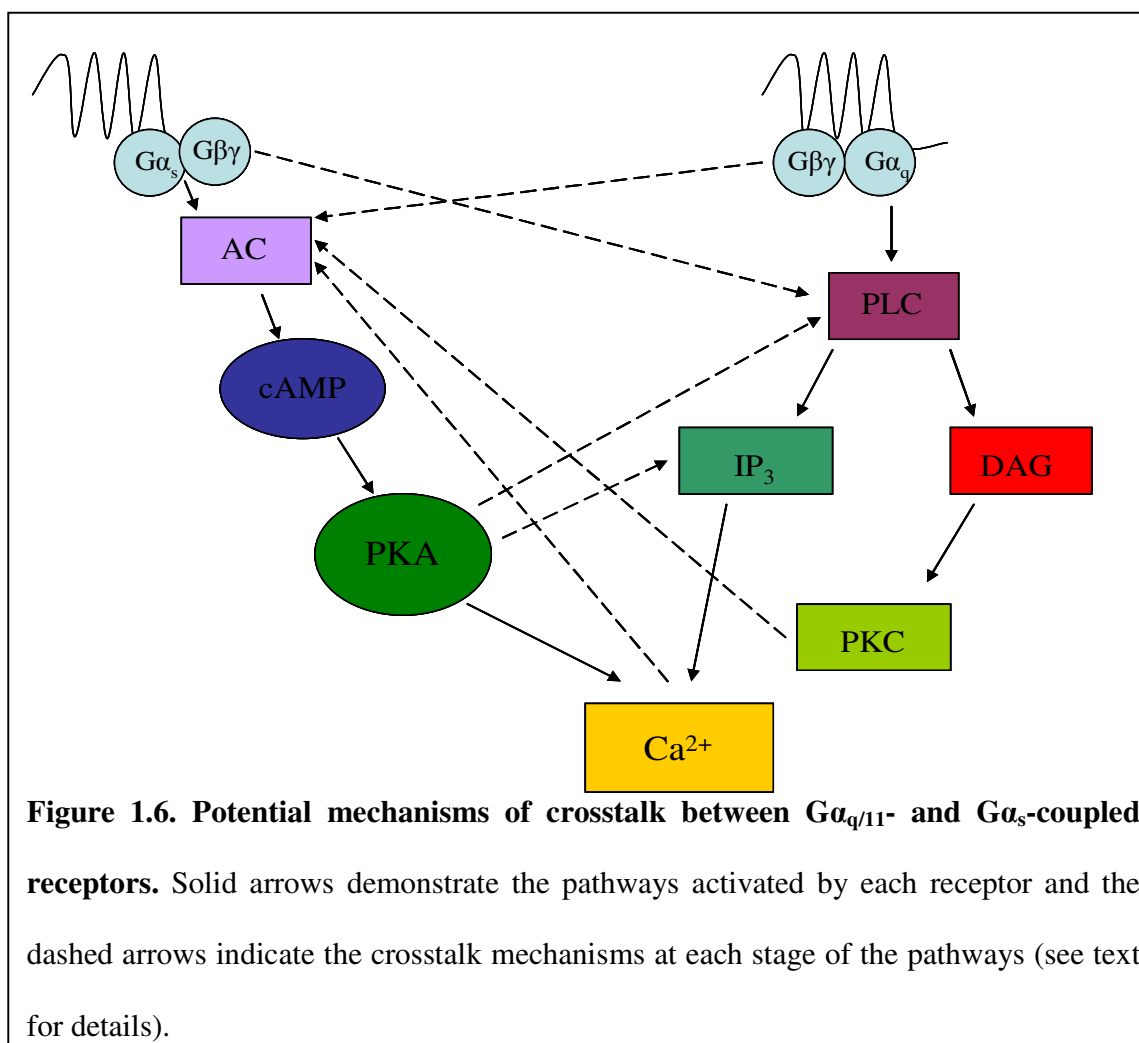 Gαs
Gβγ
Gβγ
Gαq
AC
PLC
cAMP
IP3
DAG
PKA
PKC
Ca2+
Figure 1.6. Potential mechanisms of crosstalk between Gαq/11- and Gαs-coupled
receptors. Solid arrows demonstrate the pathways activated by each receptor and the
dashed arrows indicate the crosstalk mechanisms at each stage of the pathways (see text
for details).